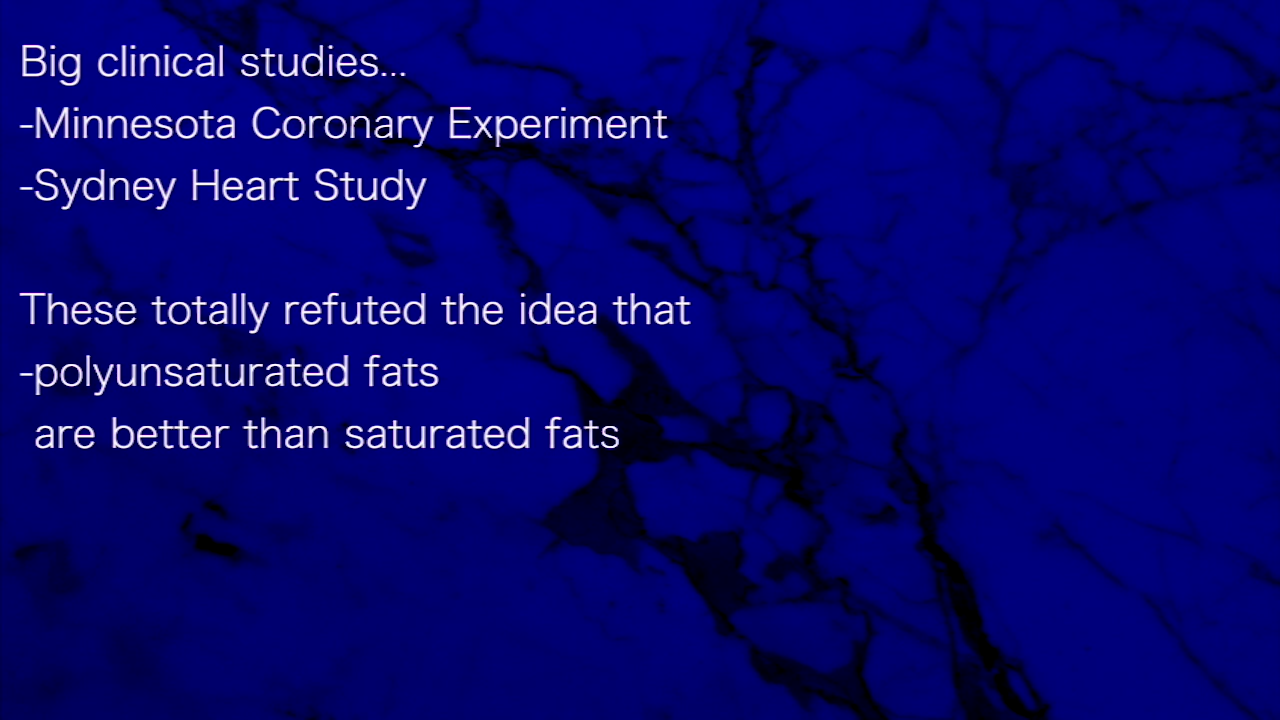 Big clinical studies...
-Minnesota Coronary Experiment
-Sydney Heart Study
These totally refuted the idea that
-polyunsaturated fats
are better than saturated fats